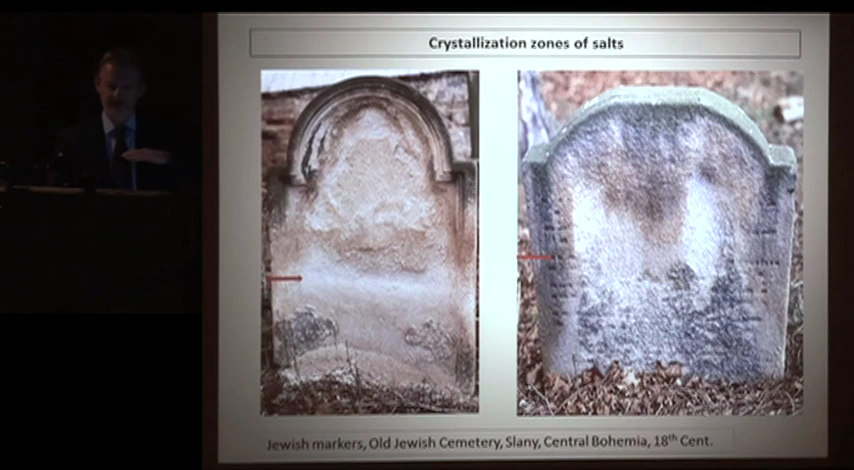 Crystallization zones of salts
Jewish markers, Old Jewish Cemetery, Slany, Central Bohemia, 18th Cent.